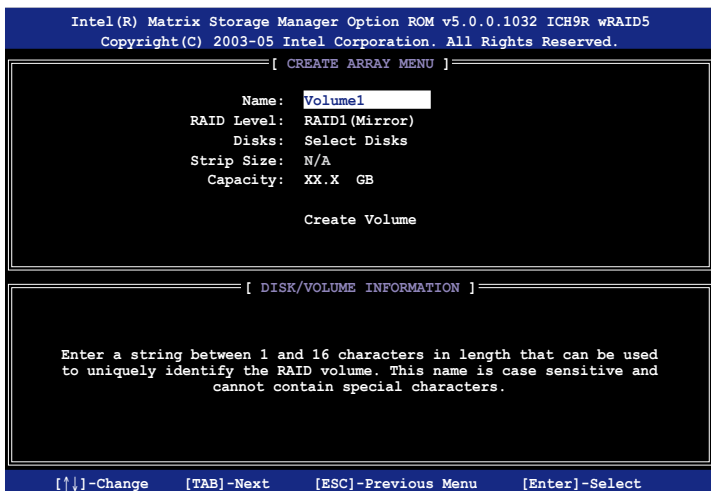 Intel(R) Matrix Storage Manager Option ROM v5.0.0.1032 ICH9R wRAID5
Copyright(C) 2003-05 Intel Corporation. All Rights Reserved.
[ CREATE ARRAY MENU ]
Name: Volume1
RAID Level: RAID1(Mirror)
Disks: Select Disks
Strip Size: N/A
Capacity: XX.X GB
Create Volume
[ DISK/VOLUME INFORMATION ]
Enter a string between 1 and 16 characters in length that can be used
to uniquely identify the RAID volume. This name is case sensitive and
cannot contain special characters.
[↑↓]-Change [TAB]-Next [ESC]-Previous Menu [Enter]-Select